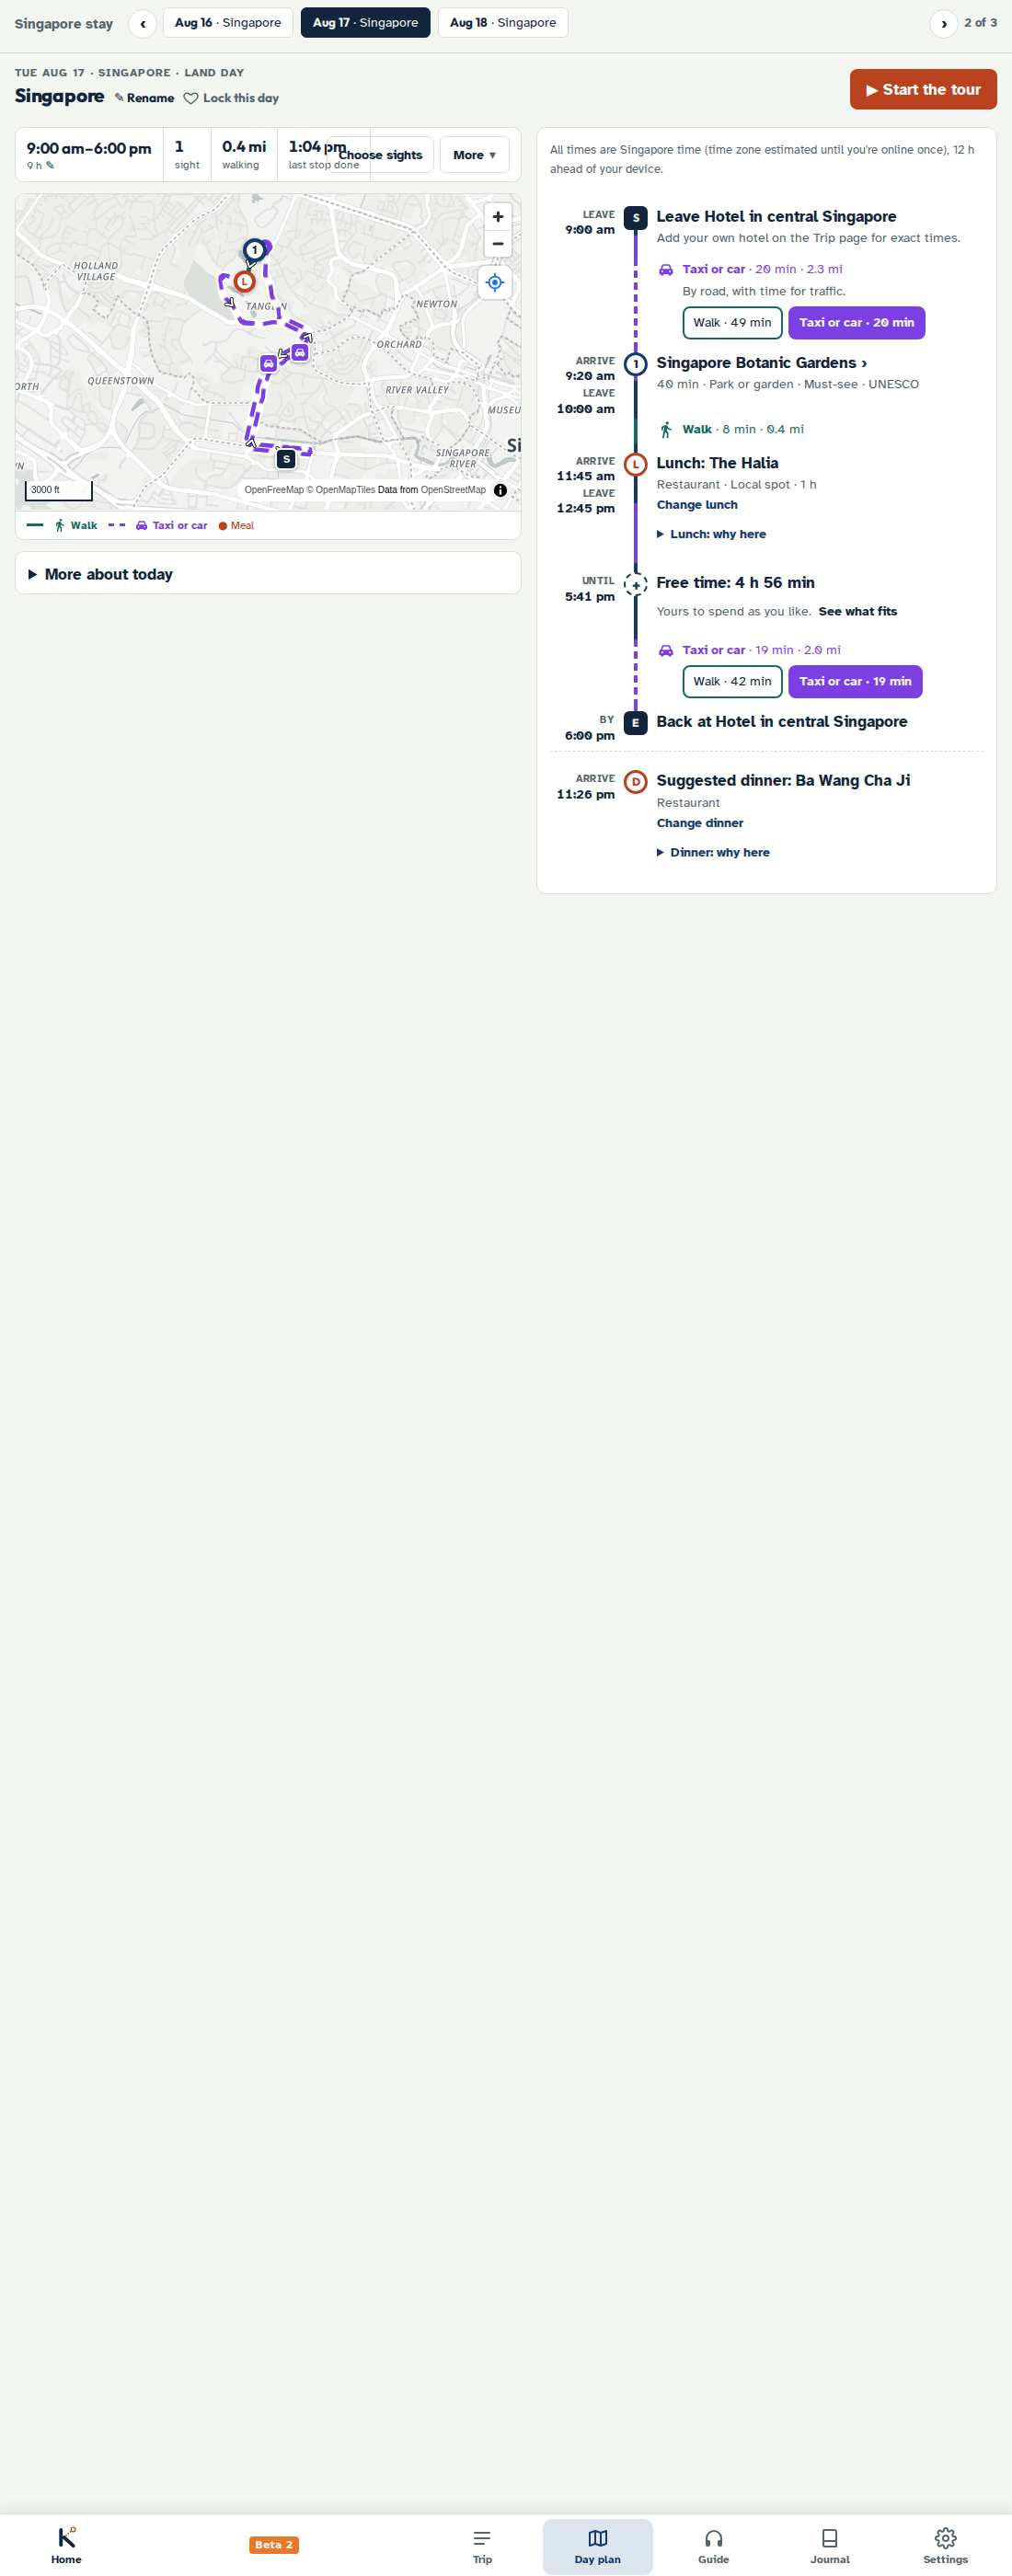 Singapore stay
‹
Aug 16 · Singapore
Aug 17 · Singapore
Aug 18 · Singapore
›
2 of 3
TUE AUG 17 · SINGAPORE · LAND DAY
Singapore ✎ Rename Lock this day
▶ Start the tour
9:00 am–6:00 pm
9 h ✎
1
sight
0.4 mi
walking
1:04 pm
last stop done
Choose sights
More ▼
HOLLAND
VILLAGE
1
L
NEWTON
ORCHARD
QUEENSTOWN
RIVER VALLEY
SINGAPORE
RIVER
S
+
−
3000 ft
OpenFreeMap © OpenMapTiles Data from OpenStreetMap
Walk
Taxi or car
Meal
▶ More about today
All times are Singapore time (time zone estimated until you're online once), 12 h
ahead of your device.
LEAVE
9:00 am
S
Leave Hotel in central Singapore
Add your own hotel on the Trip page for exact times.
Taxi or car · 20 min · 2.3 mi
By road, with time for traffic.
Walk · 49 min
Taxi or car · 20 min
ARRIVE
9:20 am
LEAVE
10:00 am
1
Singapore Botanic Gardens ›
40 min · Park or garden · Must-see · UNESCO
Walk · 8 min · 0.4 mi
ARRIVE
11:45 am
LEAVE
12:45 pm
L
Lunch: The Halia
Restaurant · Local spot · 1 h
Change lunch
▶ Lunch: why here
UNTIL
5:41 pm
+
Free time: 4 h 56 min
Yours to spend as you like. See what fits
Taxi or car · 19 min · 2.0 mi
Walk · 42 min
Taxi or car · 19 min
BY
6:00 pm
E
Back at Hotel in central Singapore
ARRIVE
11:26 pm
D
Suggested dinner: Ba Wang Cha Ji
Restaurant
Change dinner
▶ Dinner: why here
Home
Beta 2
Trip
Day plan
Guide
Journal
Settings